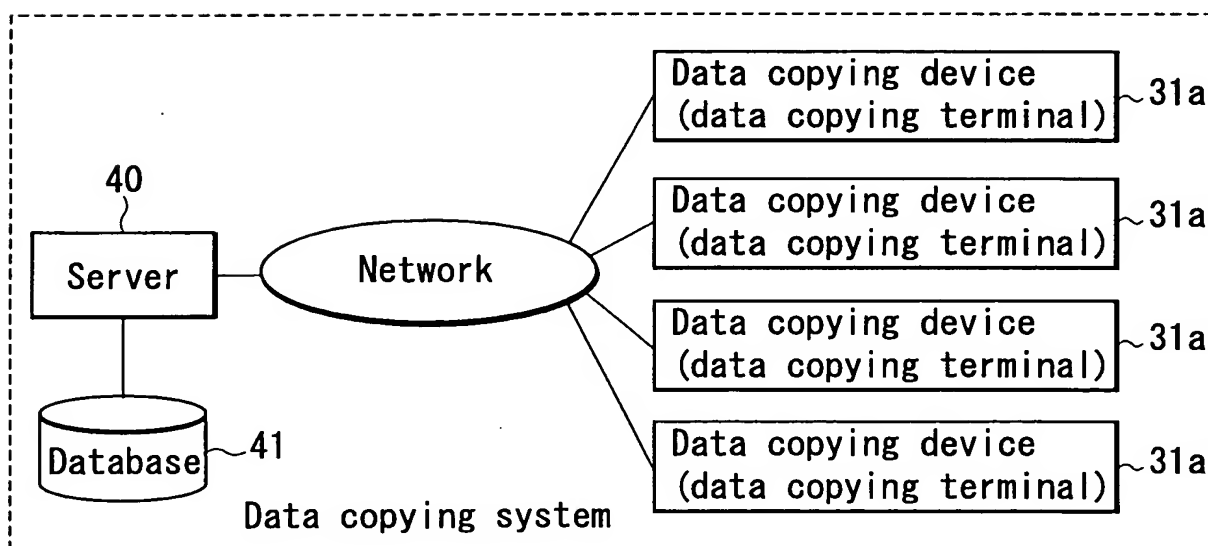 Data copying device
(data copying terminal)
31a
Data copying device
(data copying terminal)
31a
40
Server
Network
Data copying device
(data copying terminal)
31a
Database
41
Data copying device
(data copying terminal)
31a
Data copying system